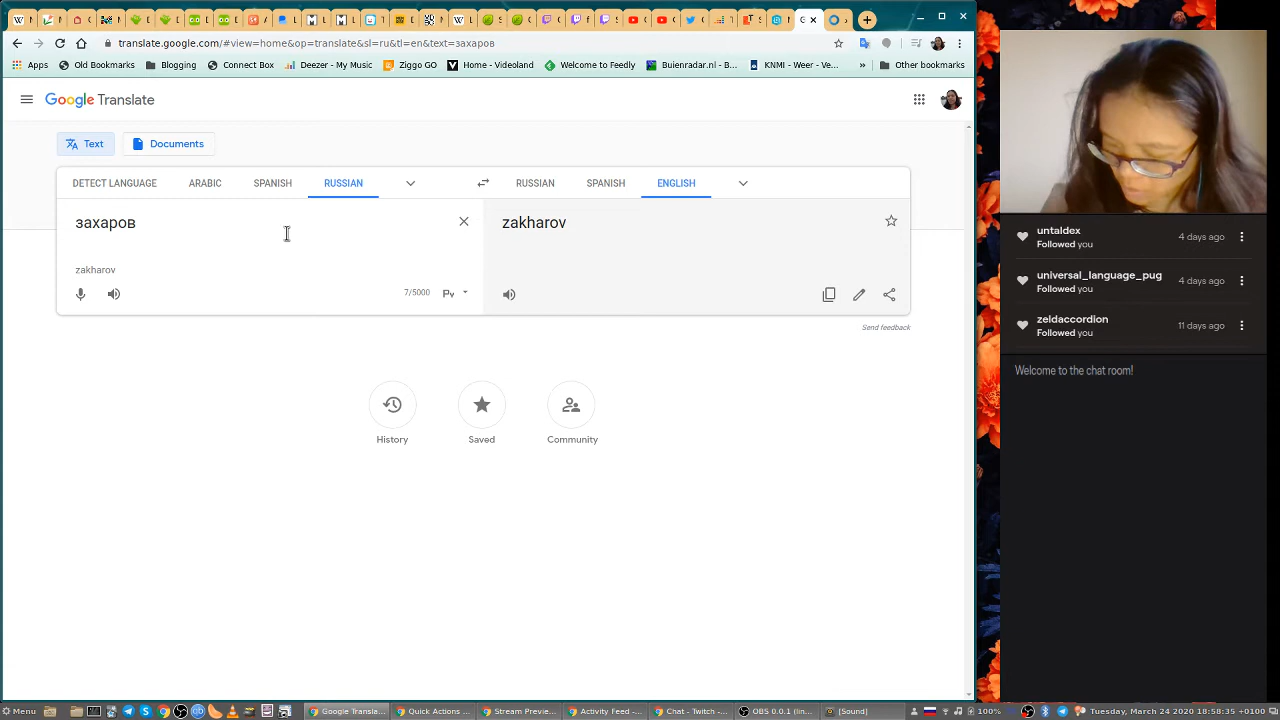 translate.google.com/#view=home&op=translate&sl=ru&tl=en&text=захаров
Apps
Old Bookmarks
Blogging
Connect Box
Deezer - My Music
Ziggo GO
Home - Videoland
Welcome to Feedly
Buienradar.nl - B...
KNMI - Weer - Ve...
»
Other bookmarks
Google Translate
Text
Documents
DETECT LANGUAGE
ARABIC
SPANISH
RUSSIAN
RUSSIAN
SPANISH
ENGLISH
захаров
zakharov
zakharov
7/5000
Send feedback
History
Saved
Community
untaldex
Followed you
4 days ago
universal_language_pug
Followed you
4 days ago
zeldaccordion
Followed you
11 days ago
Welcome to the chat room!
Menu
Google Transla...
Quick Actions ...
Stream Previe...
Activity Feed -...
Chat - Twitch -...
OBS 0.0.1 (lin...
[Sound]
100%
Tuesday, March 24 2020 18:58:35 +0100